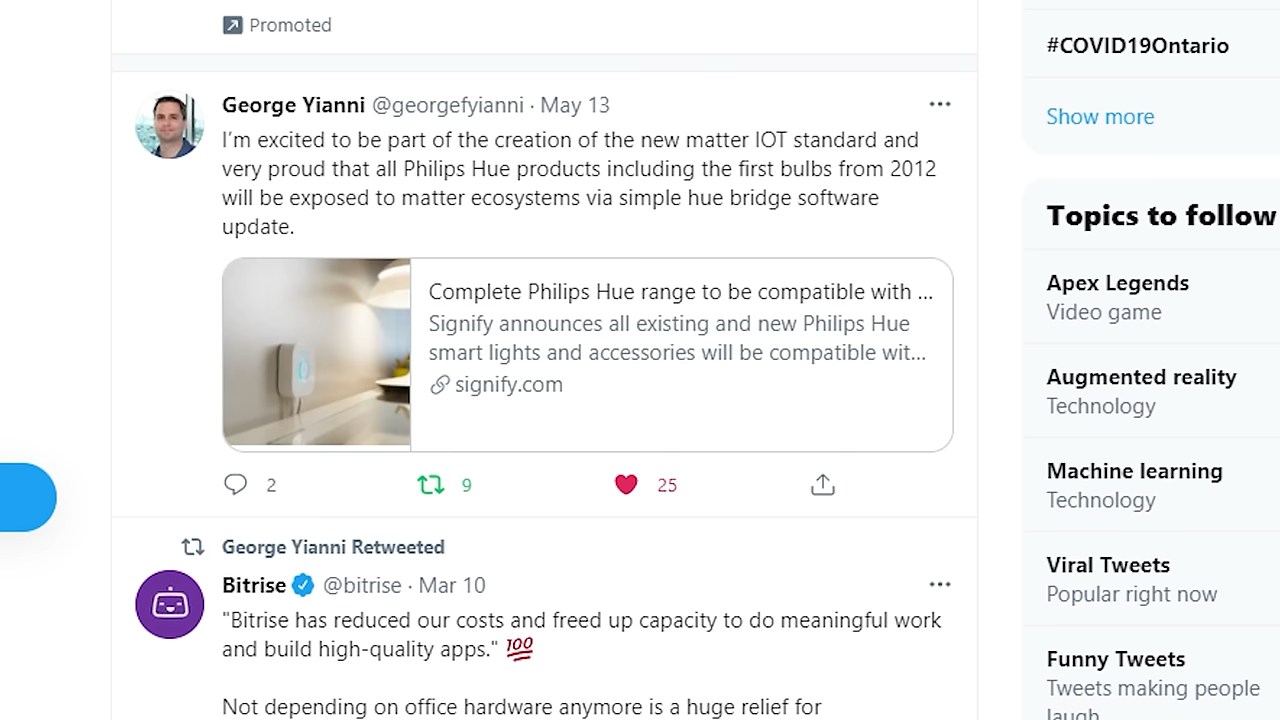 Promoted
George Yianni @georgefyianni · May 13
I'm excited to be part of the creation of the new matter IOT standard and
very proud that all Philips Hue products including the first bulbs from 2012
will be exposed to matter ecosystems via simple hue bridge software
update.
Complete Philips Hue range to be compatible with ...
Signify announces all existing and new Philips Hue
smart lights and accessories will be compatible wit...
signify.com
2 9 25
George Yianni Retweeted
Bitrise @bitrise · Mar 10
"Bitrise has reduced our costs and freed up capacity to do meaningful work
and build high-quality apps." 💯
Not depending on office hardware anymore is a huge relief for
#COVID19Ontario
Show more
Topics to follow
Apex Legends
Video game
Augmented reality
Technology
Machine learning
Technology
Viral Tweets
Popular right now
Funny Tweets
Tweets making people
laugh